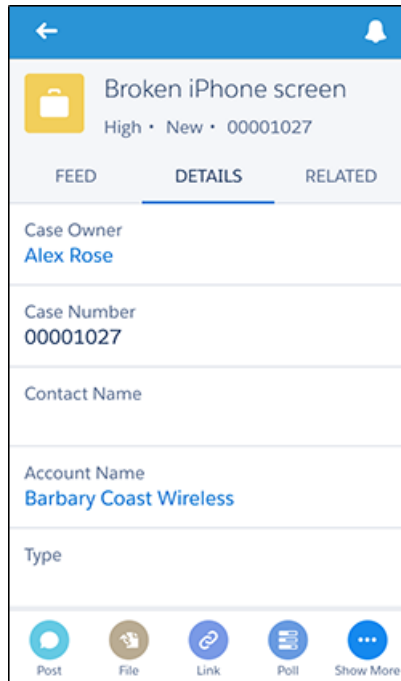 Broken iPhone screen
High • New • 00001027
FEED DETAILS RELATED
Case Owner
Alex Rose
Case Number
00001027
Contact Name
Account Name
Barbary Coast Wireless
Type
Post File Link Poll Show More